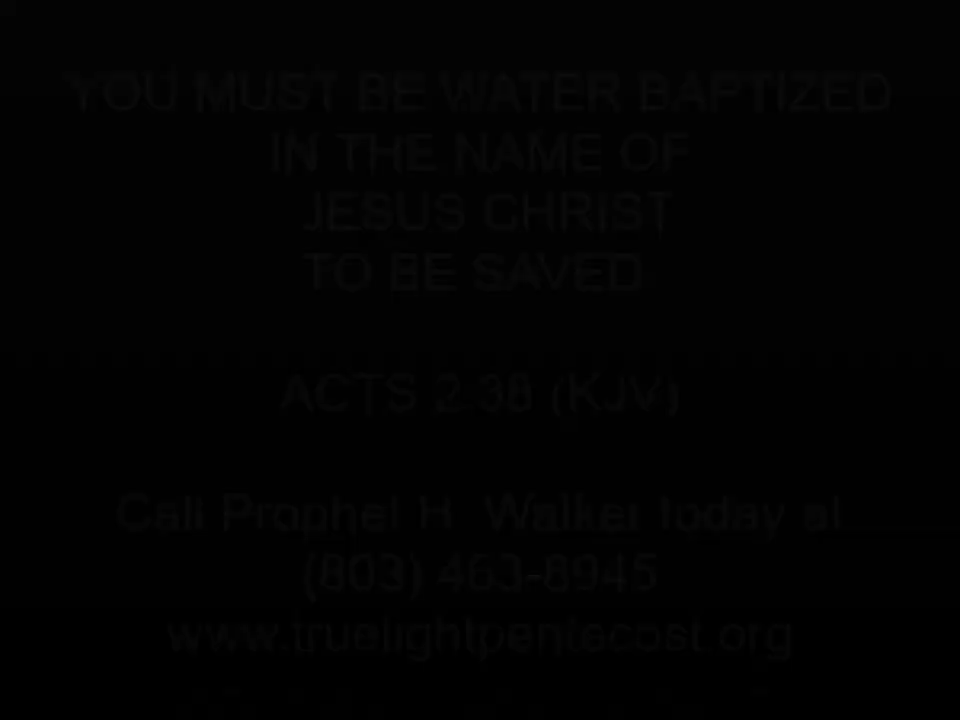 YOU MUST BE WATER BAPTIZED
IN THE NAME OF
JESUS CHRIST
TO BE SAVED
ACTS 2:38 (KJV)
Call Prophet H. Walker today at
(803) 463-8945
www.truelightpentecost.org